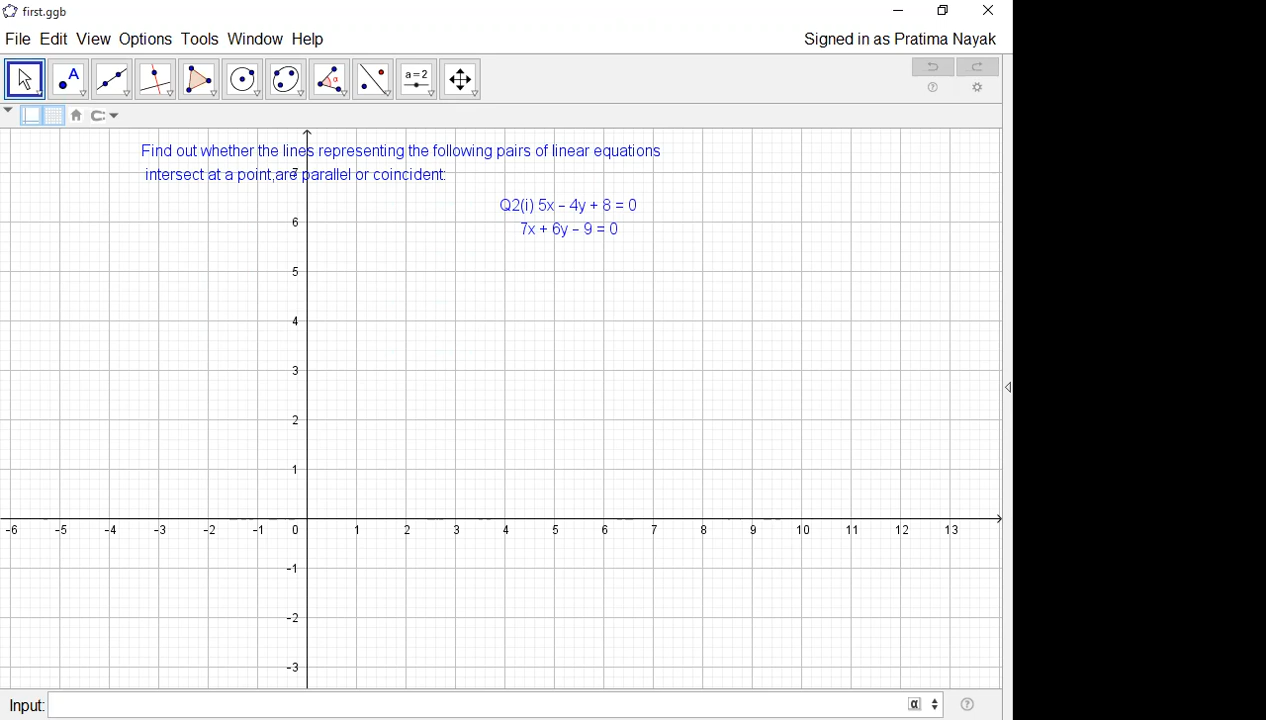 first.ggb
File Edit View Options Tools Window Help Signed in as Pratima Nayak
A α a=2
Find out whether the lines representing the following pairs of linear equations
intersect at a point,are parallel or coincident:
Q2(i) 5x – 4y + 8 = 0
7x + 6y – 9 = 0
7
6
5
4
3
2
1
-6 -5 -4 -3 -2 -1 0 1 2 3 4 5 6 7 8 9 10 11 12 13
-1
-2
-3
Input: α